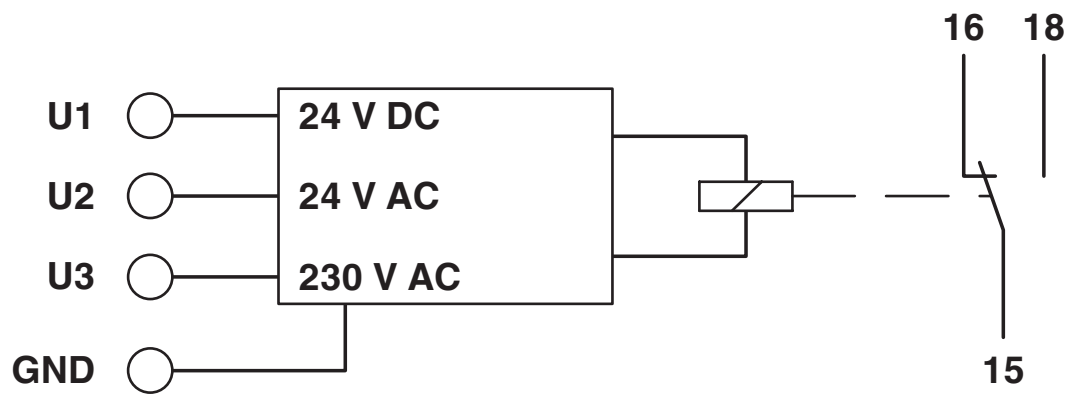 16 18
U1 24 V DC
U2 24 V AC
U3 230 V AC
GND
15